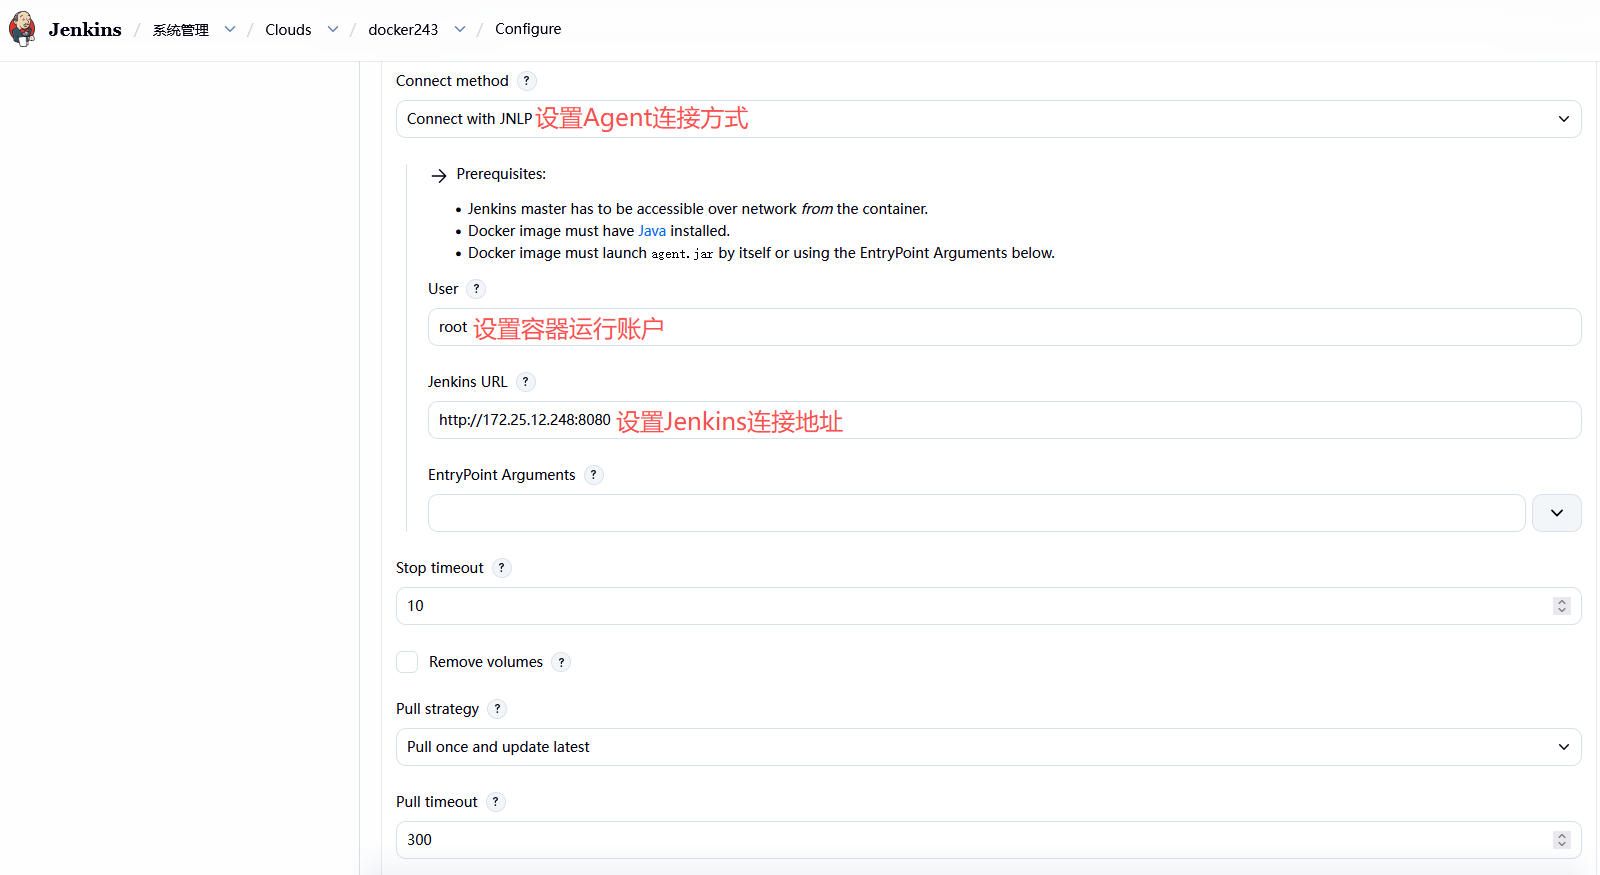 Jenkins / 系统管理 / Clouds / docker243 / Configure
Connect method ?
Connect with JNLP 设置Agent连接方式
Prerequisites:
• Jenkins master has to be accessible over network from the container.
• Docker image must have Java installed.
• Docker image must launch agent.jar by itself or using the EntryPoint Arguments below.
User ?
root 设置容器运行账户
Jenkins URL ?
http://172.25.12.248:8080 设置Jenkins连接地址
EntryPoint Arguments ?
Stop timeout ?
10
Remove volumes ?
Pull strategy ?
Pull once and update latest
Pull timeout ?
300